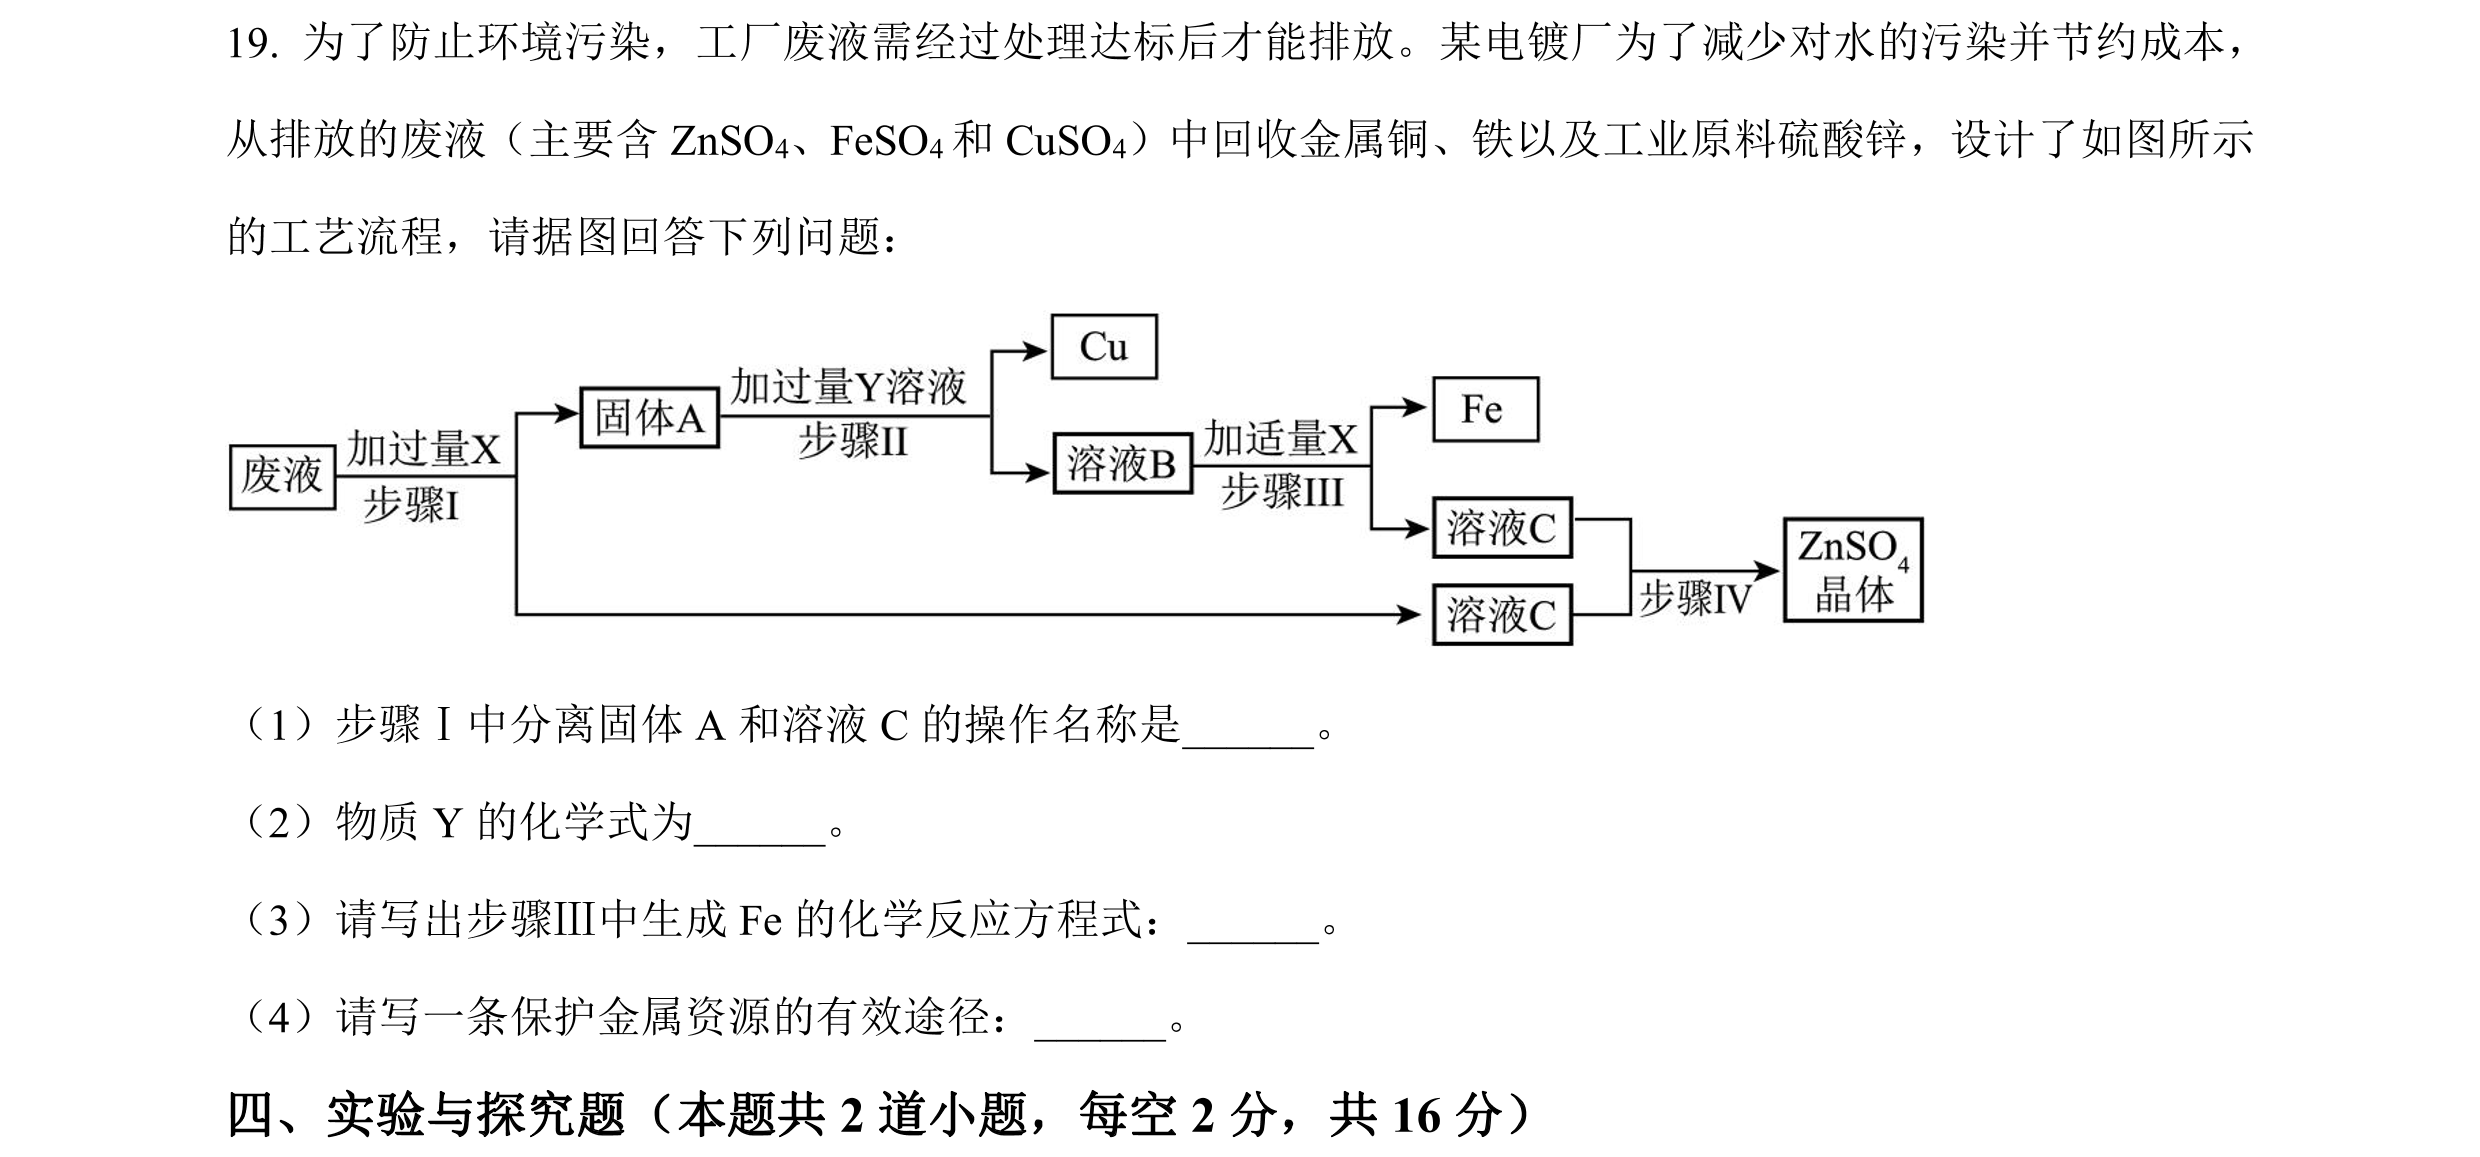 19. 为了防止环境污染，工厂废液需经过处理达标后才能排放。某电镀厂为了减少对水的污染并节约成本，
从排放的废液（主要含 ZnSO₄、FeSO₄ 和 CuSO₄）中回收金属铜、铁以及工业原料硫酸锌，设计了如图所示
的工艺流程，请据图回答下列问题：
废液
加过量X
步骤I
固体A
加过量Y溶液
步骤II
Cu
溶液B
加适量X
步骤III
Fe
溶液C
溶液C
步骤IV
ZnSO₄
晶体
（1）步骤Ⅰ中分离固体 A 和溶液 C 的操作名称是______。
（2）物质 Y 的化学式为______。
（3）请写出步骤Ⅲ中生成 Fe 的化学反应方程式：______。
（4）请写一条保护金属资源的有效途径：______。
四、实验与探究题（本题共 2 道小题，每空 2 分，共 16 分）